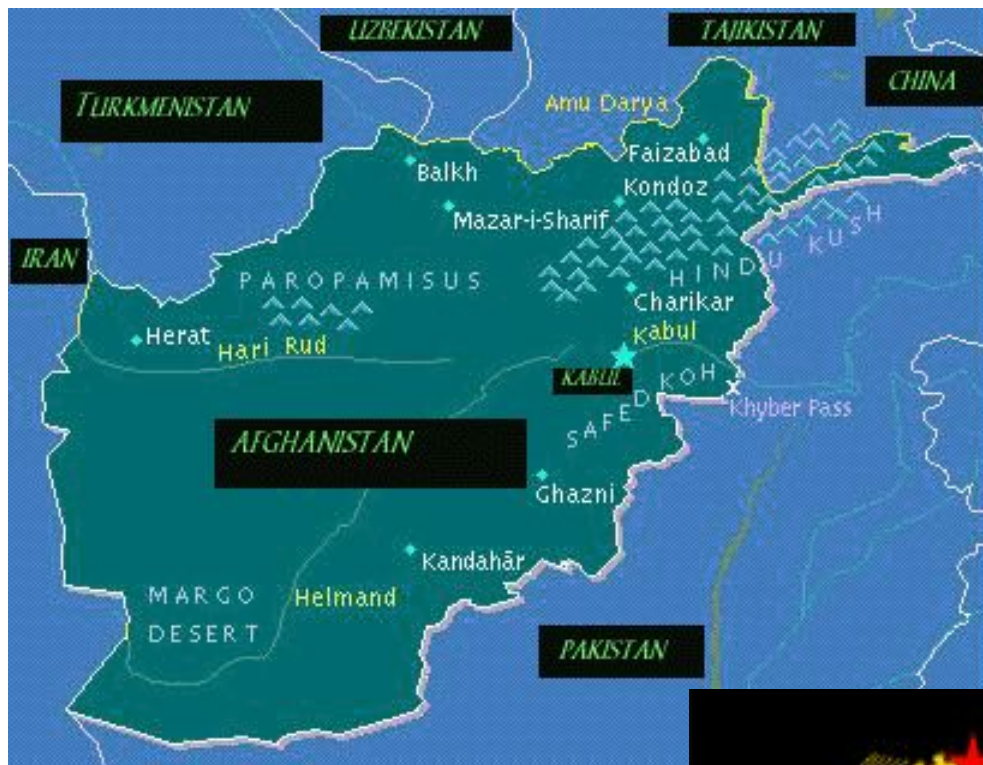 UZBEKISTAN
TAJIKISTAN
CHINA
TURKMENISTAN
Amu Darya
Faizabad
Balkh
Kondoz
Mazar-i-Sharif
IRAN
PAROPAMISUS
HINDU KUSH
Charikar
Herat
Hari Rud
Kabul
KABUL
SAFED KOH
Khyber Pass
AFGHANISTAN
Ghazni
Kandahār
MARGO
DESERT
Helmand
PAKISTAN